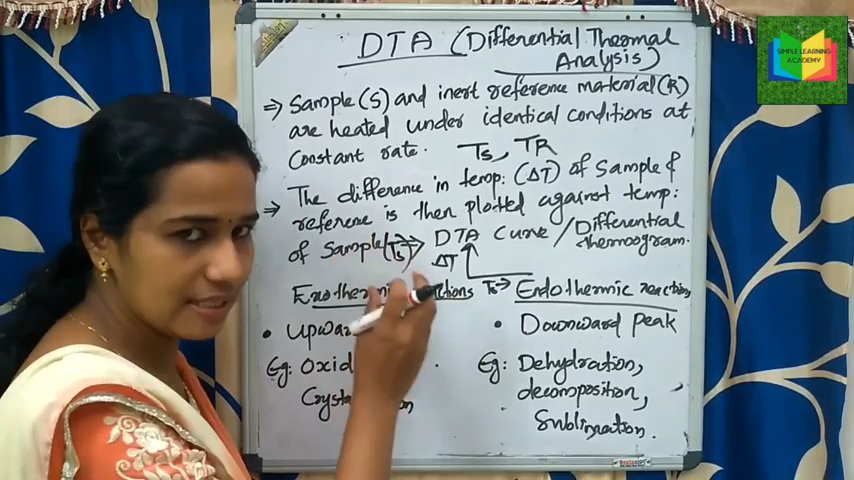 DTA (Differential Thermal
Analysis)
⇒ Sample (S) and inert reference material (R)
are heated under identical conditions at
constant rate. Ts, TR
⇒ The difference in temp: (ΔT) of Sample &
reference is then plotted against temp:
of Sample (Ts) ⇒ DTA Curve / Differential
thermogram.
ΔT
Ts →
Endothermic reaction
• Downward peak
Eg: Dehydration,
decomposition,
Sublimation.
Eg:
SIMPLE LEARNING
ACADEMY